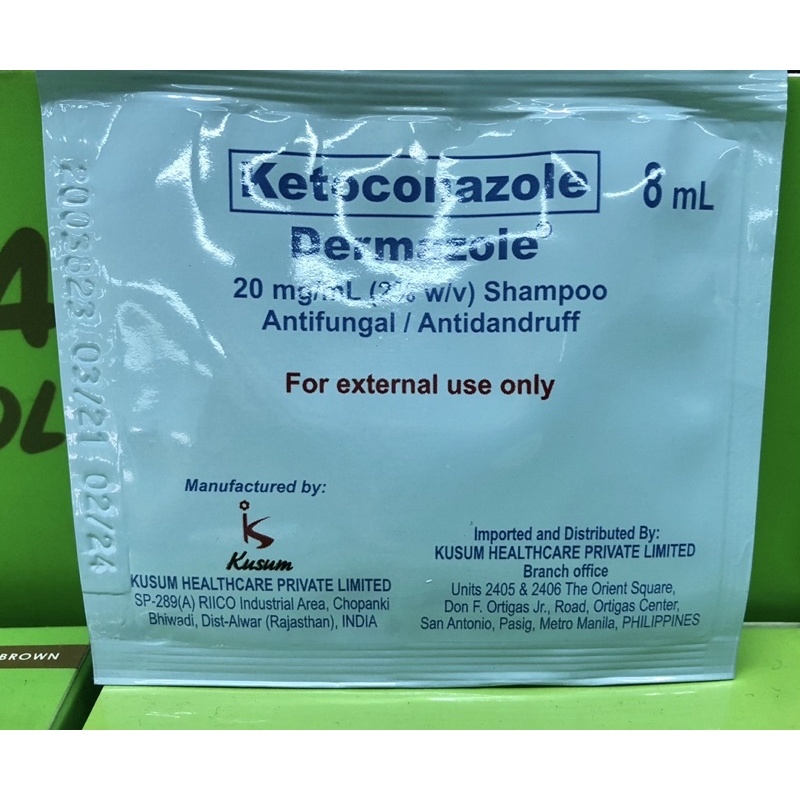 Ketoconazole 8 mL
Dermazole®
20 mg/mL (2% w/v) Shampoo
Antifungal / Antidandruff
For external use only
Manufactured by:
Kusum
KUSUM HEALTHCARE PRIVATE LIMITED
SP-289(A) RIICO Industrial Area, Chopanki
Bhiwadi, Dist-Alwar (Rajasthan), INDIA
Imported and Distributed By:
KUSUM HEALTHCARE PRIVATE LIMITED
Branch office
Units 2405 & 2406 The Orient Square,
Don F. Ortigas Jr., Road, Ortigas Center,
San Antonio, Pasig, Metro Manila, PHILIPPINES
03/21 02/24
BROWN